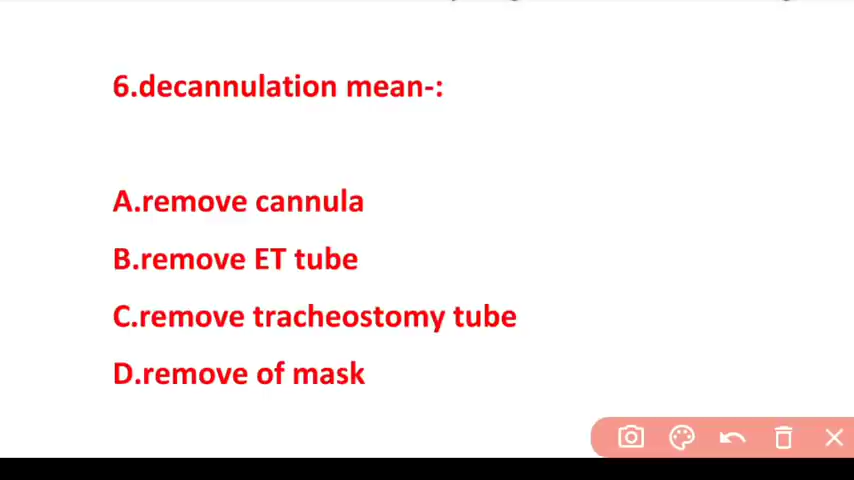 6.decannulation mean-:
A.remove cannula
B.remove ET tube
C.remove tracheostomy tube
D.remove of mask